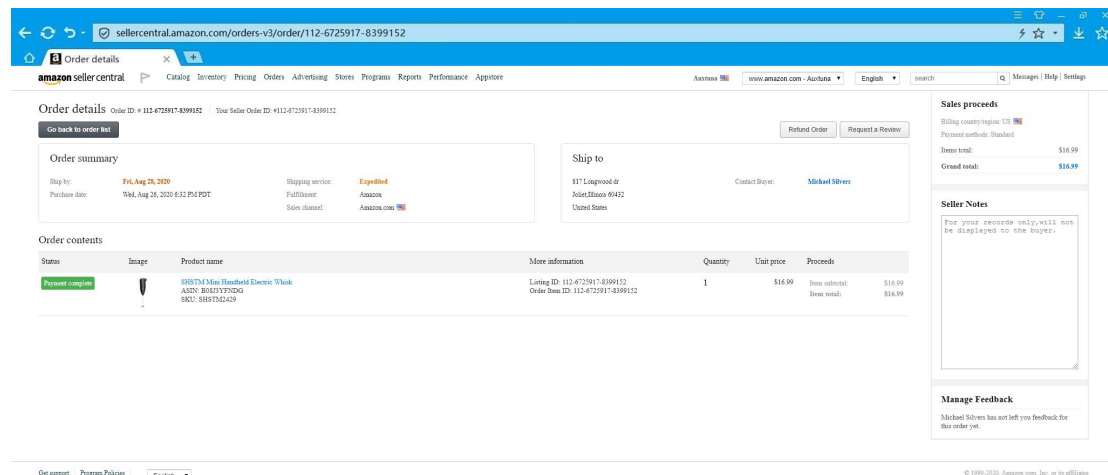 sellercentral.amazon.com/orders-v3/order/112-6725917-8399152
a Order details
amazon seller central Catalog Inventory Pricing Orders Advertising Stores Programs Reports Performance Appstore Auxtuna www.amazon.com - Auxtuna English search Messages | Help | Settings
Order details Order ID: # 112-6725917-8399152 | Your Seller Order ID: #112-6725917-8399152
Go back to order list Refund Order Request a Review
Order summary
Ship by: Fri, Aug 28, 2020 Shipping service: Expedited
Purchase date: Wed, Aug 26, 2020 6:32 PM PDT Fulfillment: Amazon
Sales channel: Amazon.com
Ship to
817 Longwood dr Contact Buyer: Michael Silvers
Joliet,Illinois 60432
United States
Order contents
Status Image Product name More information Quantity Unit price Proceeds
Payment complete SHSTM Mini Handheld Electric Whisk Listing ID: 112-6725917-8399152 1 $16.99 Item subtotal: $16.99
ASIN: B08J3YFNDG Order Item ID: 112-6725917-8399152 Item total: $16.99
SKU: SHSTM2429
Sales proceeds
Billing country/region: US
Payment methods: Standard
Items total: $16.99
Grand total: $16.99
Seller Notes
For your records only,will not
be displayed to the buyer.
Manage Feedback
Michael Silvers has not left you feedback for
this order yet.
Get support | Program Policies English © 1999-2020, Amazon.com, Inc. or its affiliates